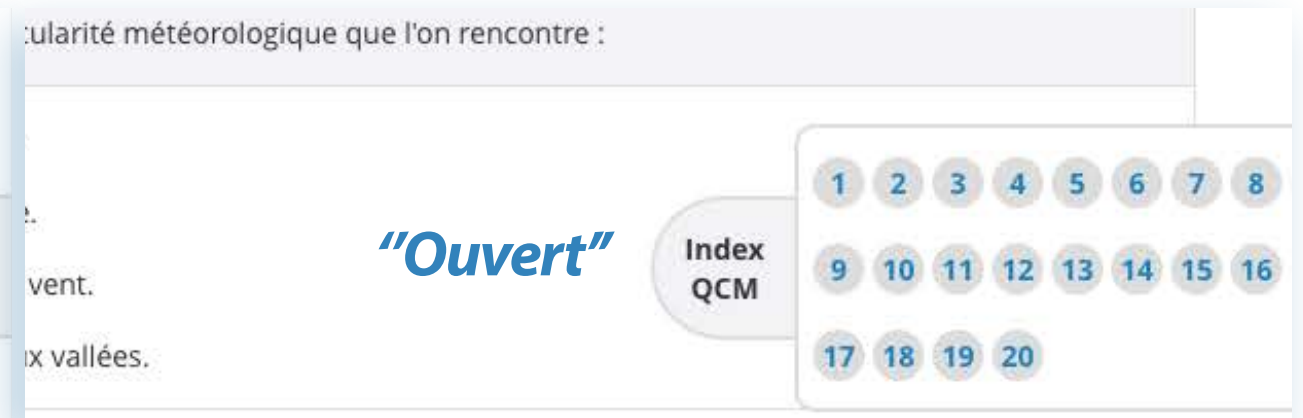 météorologique que l'on rencontre :
vent.
vallées.
"Ouvert"
Index
QCM
1 2 3 4 5 6 7 8
9 10 11 12 13 14 15 16
17 18 19 20